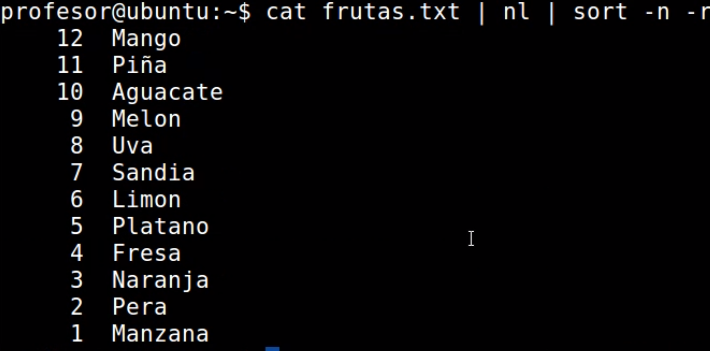 profesor@ubuntu:~$ cat frutas.txt | nl | sort -n -r
12 Mango
11 Piña
10 Aguacate
9 Melon
8 Uva
7 Sandia
6 Limon
5 Platano
4 Fresa
3 Naranja
2 Pera
1 Manzana